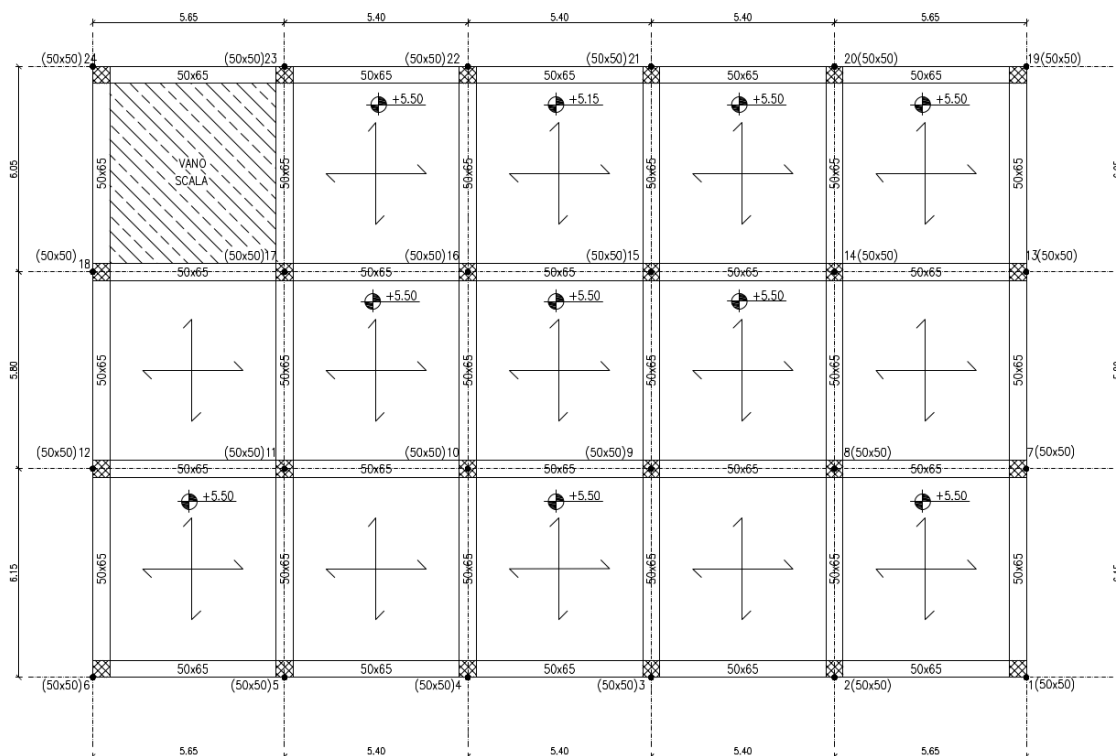 5.65 5.40 5.40 5.40 5.65
(50x50) 24 (50x50) 23 (50x50) 22 (50x50) 21 20(50x50) 19(50x50)
50x65 50x65 50x65 50x65 50x65
+5.50 +5.15 +5.50 +5.50
6.05 50x65 VANO 50x65 50x65 50x65 50x65 50x65 6.05
SCALA
(50x50) 18 (50x50) 17 (50x50) 16 (50x50) 15 14(50x50) 13(50x50)
50x65 50x65 50x65 50x65 50x65
+5.50 +5.50 +5.50
5.80 50x65 50x65 50x65 50x65 50x65 50x65
(50x50) 12 (50x50) 11 (50x50) 10 (50x50) 9 8(50x50) 7(50x50)
50x65 50x65 50x65 50x65 50x65
+5.50 +5.50 +5.50
6.15 50x65 50x65 50x65 50x65 50x65 50x65
50x65 50x65 50x65 50x65 50x65
(50x50)6 (50x50)5 (50x50)4 (50x50)3 2(50x50) 1(50x50)
5.65 5.40 5.40 5.40 5.65